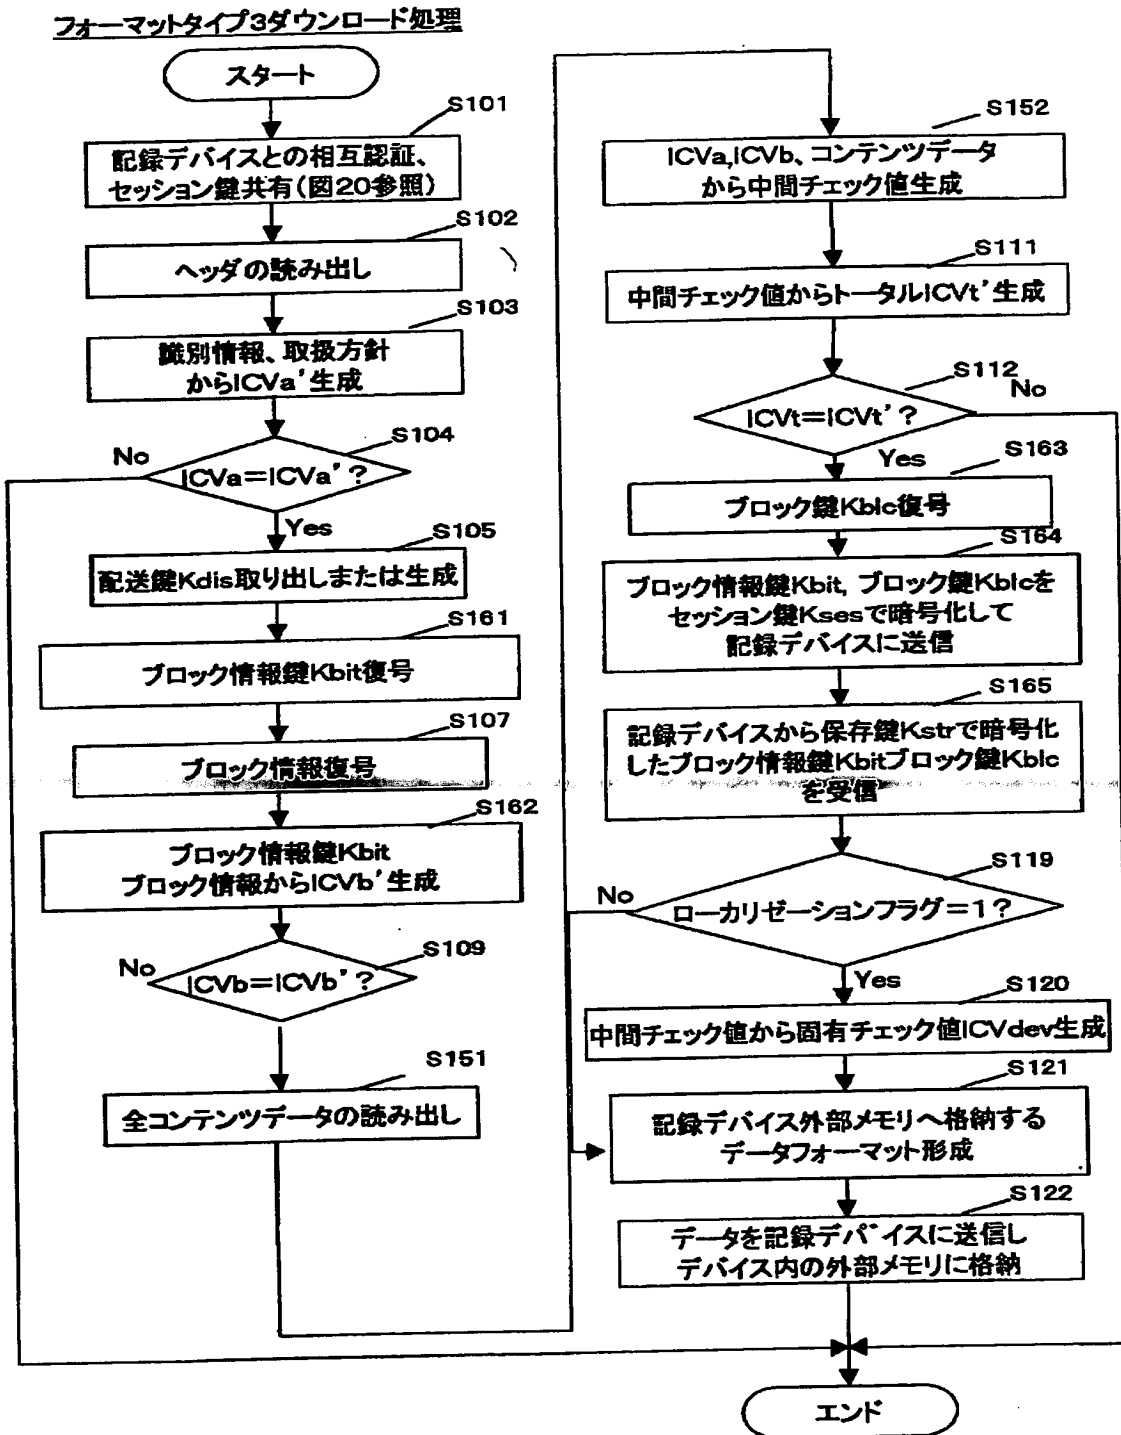 フォーマットタイプ3ダウンロード処理
スタート
S101
記録デバイスとの相互認証、
セッション鍵共有(図20参照)
S102
ヘッダの読み出し
S103
識別情報、取扱方針
からICVa'生成
S104
No
ICVa=ICVa'?
Yes
S105
配送鍵Kdis取り出しまたは生成
S161
ブロック情報鍵Kbit復号
S107
ブロック情報復号
S162
ブロック情報鍵Kbit
ブロック情報からICVb'生成
S109
No
ICVb=ICVb'?
S151
全コンテンツデータの読み出し
S152
ICVa,ICVb、コンテンツデータ
から中間チェック値生成
S111
中間チェック値からトータルICVt'生成
S112
No
ICVt=ICVt'?
Yes
S163
ブロック鍵Kblc復号
S164
ブロック情報鍵Kbit, ブロック鍵Kblcを
セッション鍵Ksesで暗号化して
記録デバイスに送信
S165
記録デバイスから保存鍵Kstrで暗号化
したブロック情報鍵Kbitブロック鍵Kblc
を受信
S119
No
ローカリゼーションフラグ=1?
Yes
S120
中間チェック値から固有チェック値ICVdev生成
S121
記録デバイス外部メモリへ格納する
データフォーマット形成
S122
データを記録デバイスに送信し
デバイス内の外部メモリに格納
エンド